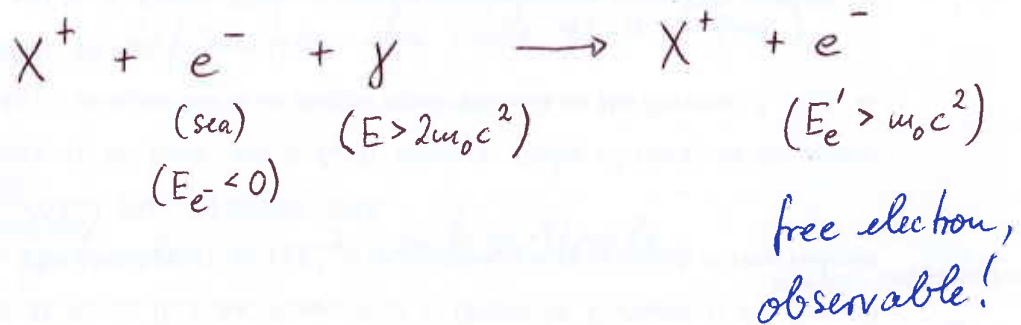 X⁺ + e⁻ + γ ⟶ X⁺ + e⁻
(sea) (E > 2m₀c²) (E'ₑ > m₀c²)
(Eₑ⁻ < 0)
free electron,
observable!